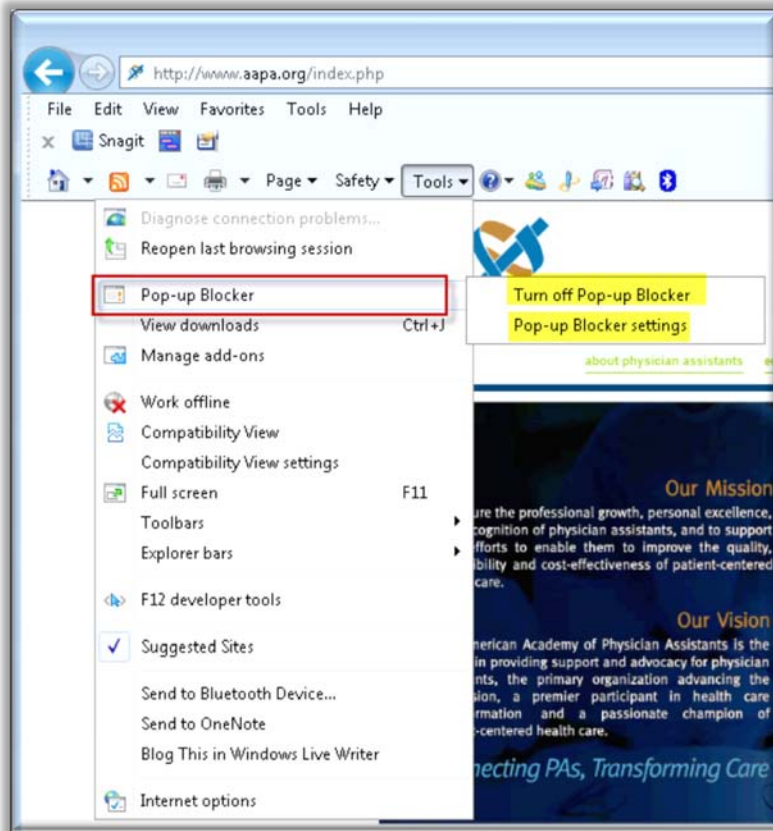 http://www.aapa.org/index.php
File Edit View Favorites Tools Help
x Snagit
Page Safety Tools
Diagnose connection problems...
Reopen last browsing session
Pop-up Blocker
Turn off Pop-up Blocker
View downloads Ctrl+J
Pop-up Blocker settings
Manage add-ons
about physician assistants
Work offline
Compatibility View
Compatibility View settings
Full screen F11
Toolbars
Explorer bars
F12 developer tools
Suggested Sites
Send to Bluetooth Device...
Send to OneNote
Blog This in Windows Live Writer
Internet options
Our Mission
ure the professional growth, personal excellence,
cognition of physician assistants, and to support
fforts to enable them to improve the quality,
ibility and cost-effectiveness of patient-centered
care.
Our Vision
merican Academy of Physician Assistants is the
in providing support and advocacy for physician
nts, the primary organization advancing the
sion, a premier participant in health care
rmation and a passionate champion of
-centered health care.
necting PAs, Transforming Care